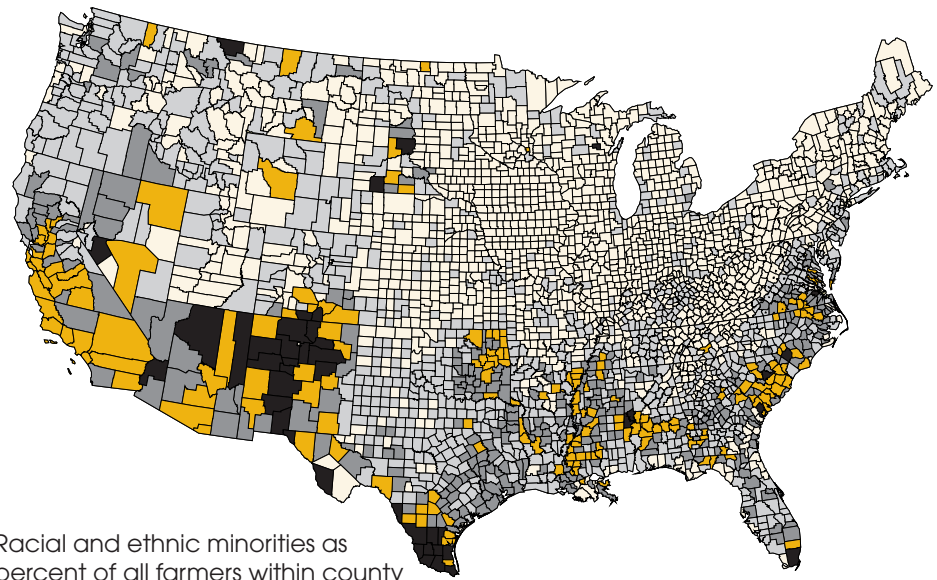 Racial and ethnic minorities as
percent of all farmers within county